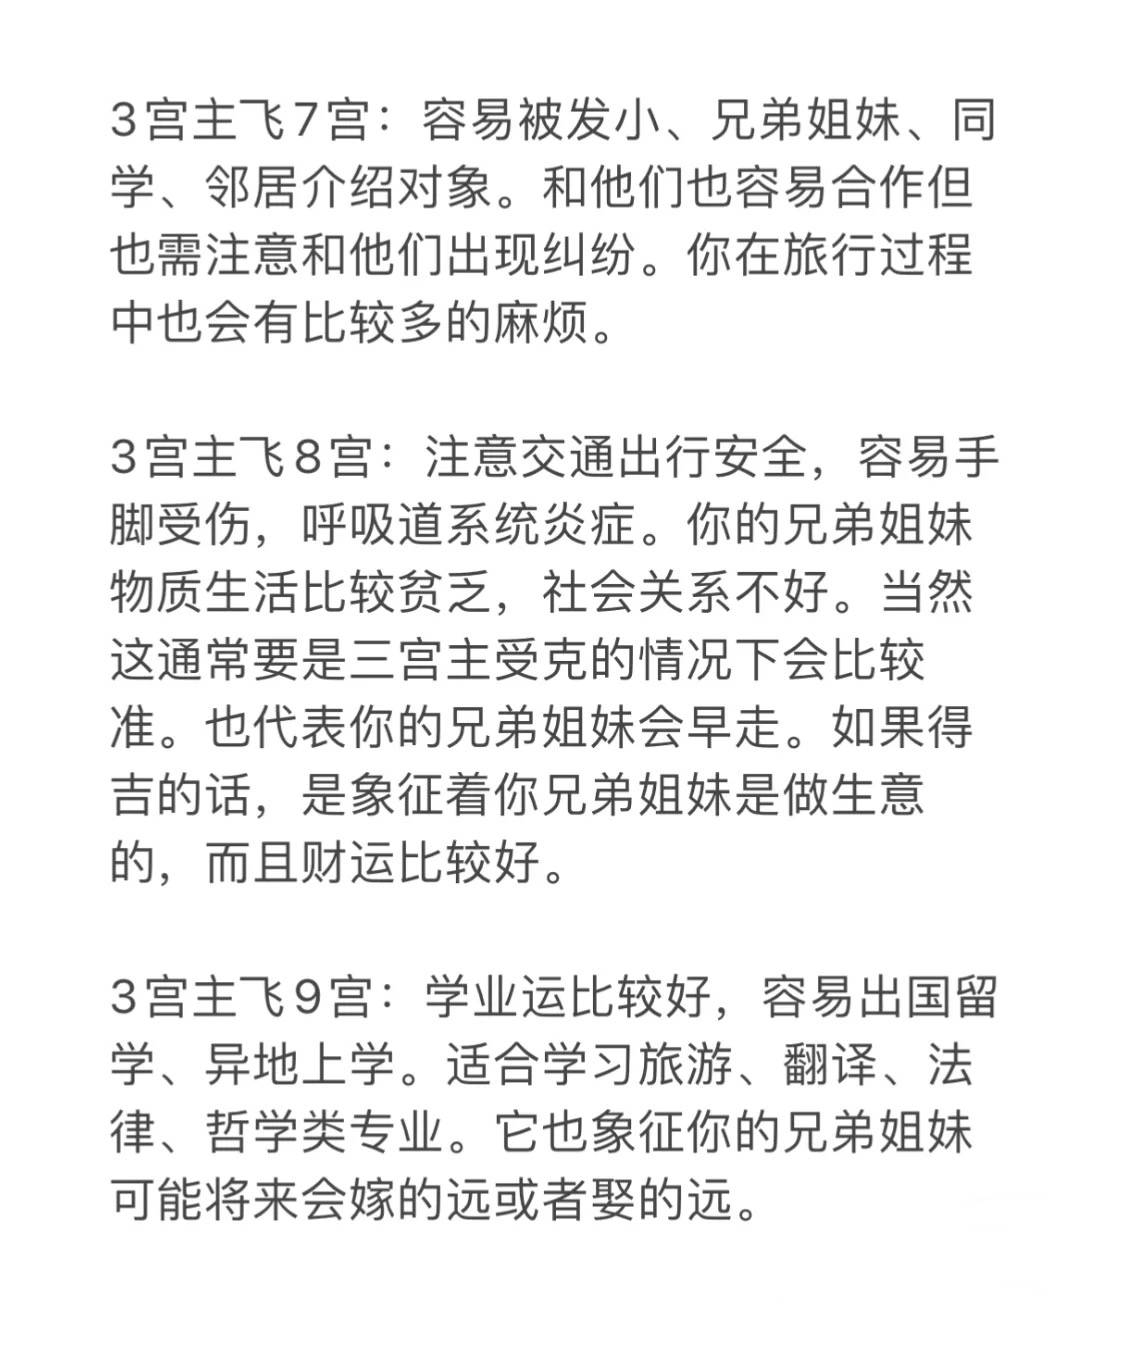 3宫主飞7宫：容易被发小、兄弟姐妹、同
学、邻居介绍对象。和他们也容易合作但
也需注意和他们出现纠纷。你在旅行过程
中也会有比较多的麻烦。
3宫主飞8宫：注意交通出行安全，容易手
脚受伤，呼吸道系统炎症。你的兄弟姐妹
物质生活比较贫乏，社会关系不好。当然
这通常要是三宫主受克的情况下会比较
准。也代表你的兄弟姐妹会早走。如果得
吉的话，是象征着你兄弟姐妹是做生意
的，而且财运比较好。
3宫主飞9宫：学业运比较好，容易出国留
学、异地上学。适合学习旅游、翻译、法
律、哲学类专业。它也象征你的兄弟姐妹
可能将来会嫁的远或者娶的远。